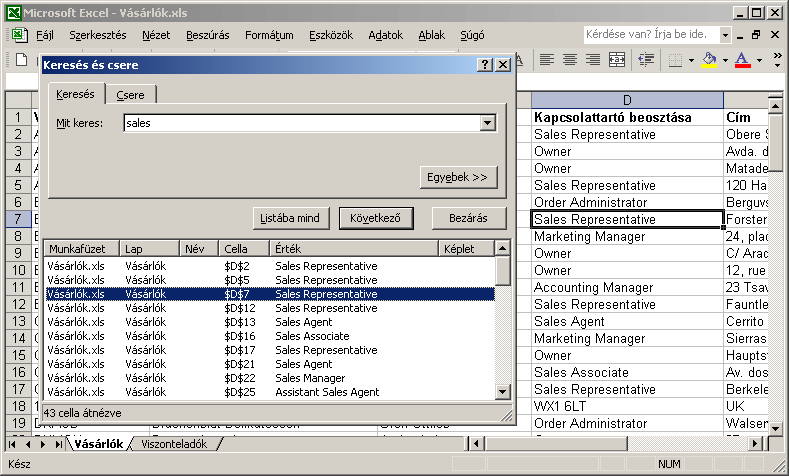 Microsoft Excel - Vásárlók.xls
Fájl Szerkesztés Nézet Beszúrás Formátum Eszközök Adatok Ablak Súgó Kérdése van? Írja be ide.
Keresés és csere
Keresés Csere
Mit keres: sales
Egyebek >>
Listába mind Következő Bezárás
Munkafüzet Lap Név Cella Érték Képlet
Vásárlók.xls Vásárlók $D$2 Sales Representative
Vásárlók.xls Vásárlók $D$5 Sales Representative
Vásárlók.xls Vásárlók $D$7 Sales Representative
Vásárlók.xls Vásárlók $D$12 Sales Representative
Vásárlók.xls Vásárlók $D$13 Sales Agent
Vásárlók.xls Vásárlók $D$16 Sales Associate
Vásárlók.xls Vásárlók $D$17 Sales Representative
Vásárlók.xls Vásárlók $D$21 Sales Agent
Vásárlók.xls Vásárlók $D$22 Sales Manager
Vásárlók.xls Vásárlók $D$25 Assistant Sales Agent
43 cella átnézve
D
1 Kapcsolattartó beosztása Cím
2 Sales Representative Obere S
3 Owner Avda. d
4 Owner Matade
5 Sales Representative 120 Ha
6 Order Administrator Berguvs
7 Sales Representative Forster
8 Marketing Manager 24, plac
9 Owner C/ Arac
10 Owner 12, rue
11 Accounting Manager 23 Tsav
12 Sales Representative Fauntle
13 Sales Agent Cerrito
14 Marketing Manager Sierras
15 Owner Hauptst
16 Sales Associate Av. dos
17 Sales Representative Berkele
18 WX1 6LT UK
19 Order Administrator Walser
Vásárlók Viszonteladók
Kész NUM